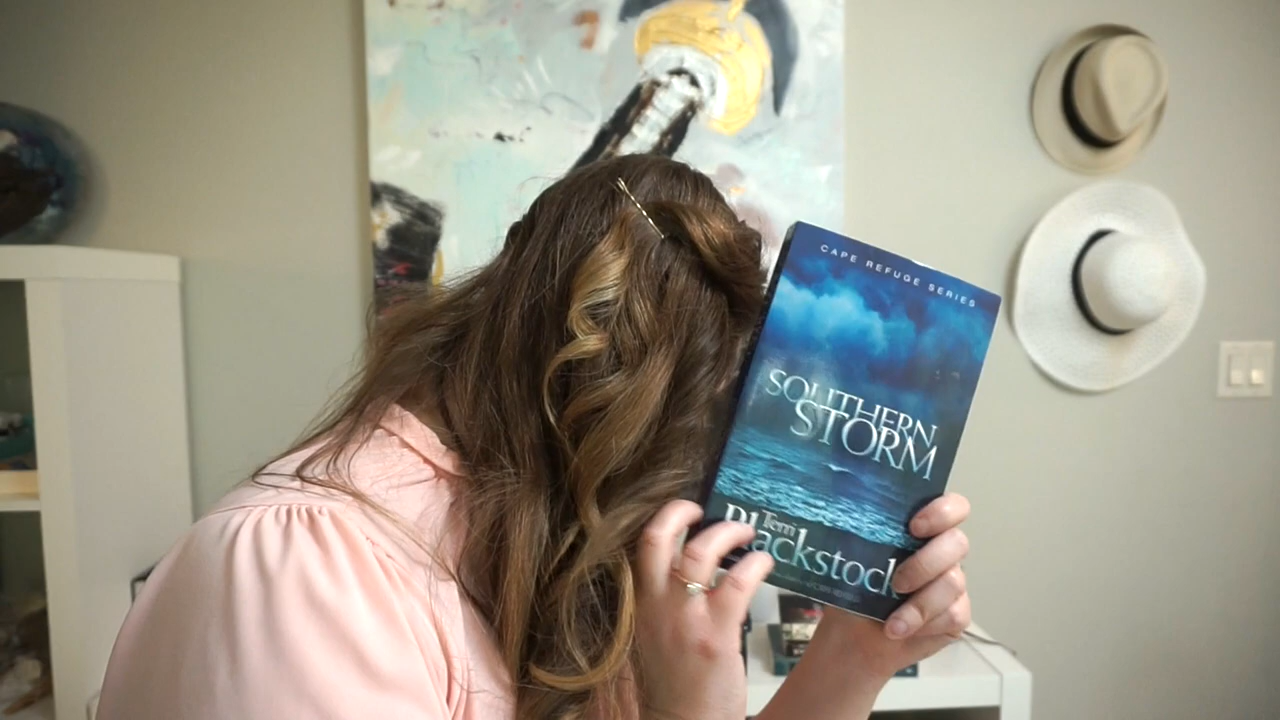 CAPE REFUGE SERIES
SOUTHERN
STORM
Terri
Blackstock